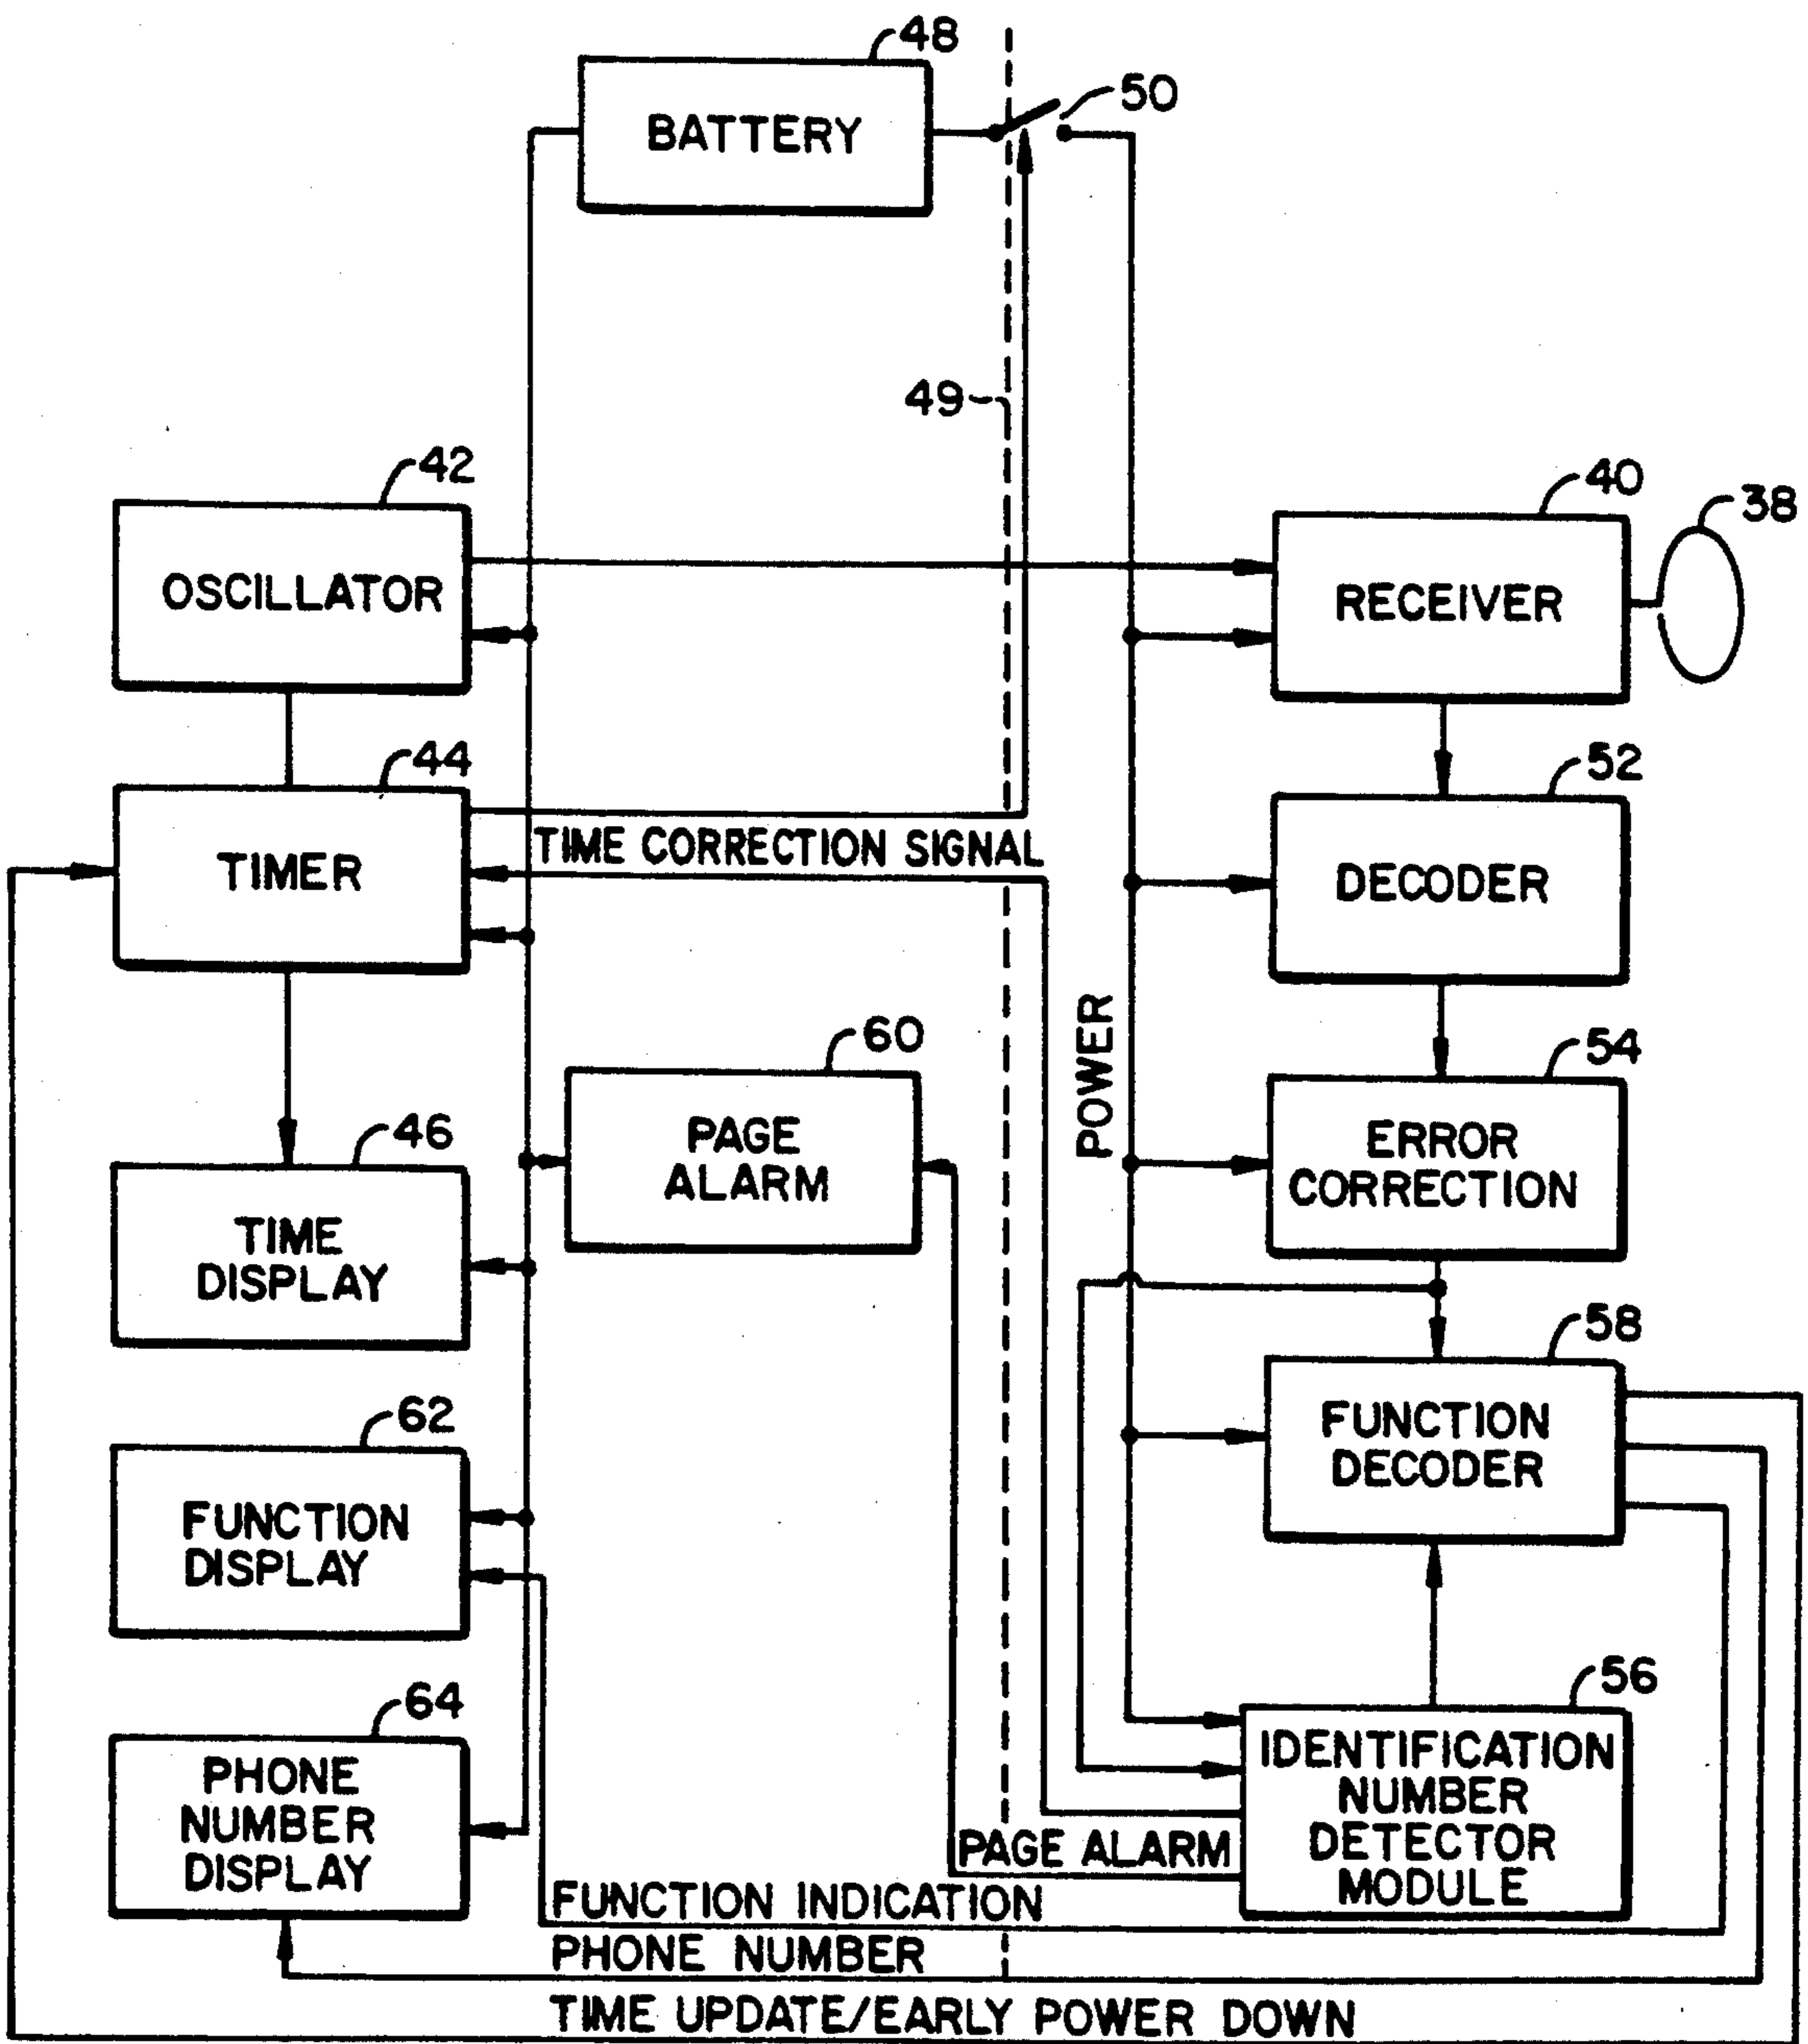 48
BATTERY
50
49
42
OSCILLATOR
40
38
RECEIVER
44
TIMER
TIME CORRECTION SIGNAL
52
DECODER
POWER
60
PAGE
ALARM
54
ERROR
CORRECTION
46
TIME
DISPLAY
58
FUNCTION
DECODER
62
FUNCTION
DISPLAY
56
IDENTIFICATION
NUMBER
DETECTOR
MODULE
64
PHONE
NUMBER
DISPLAY
PAGE ALARM
FUNCTION INDICATION
PHONE NUMBER
TIME UPDATE/EARLY POWER DOWN